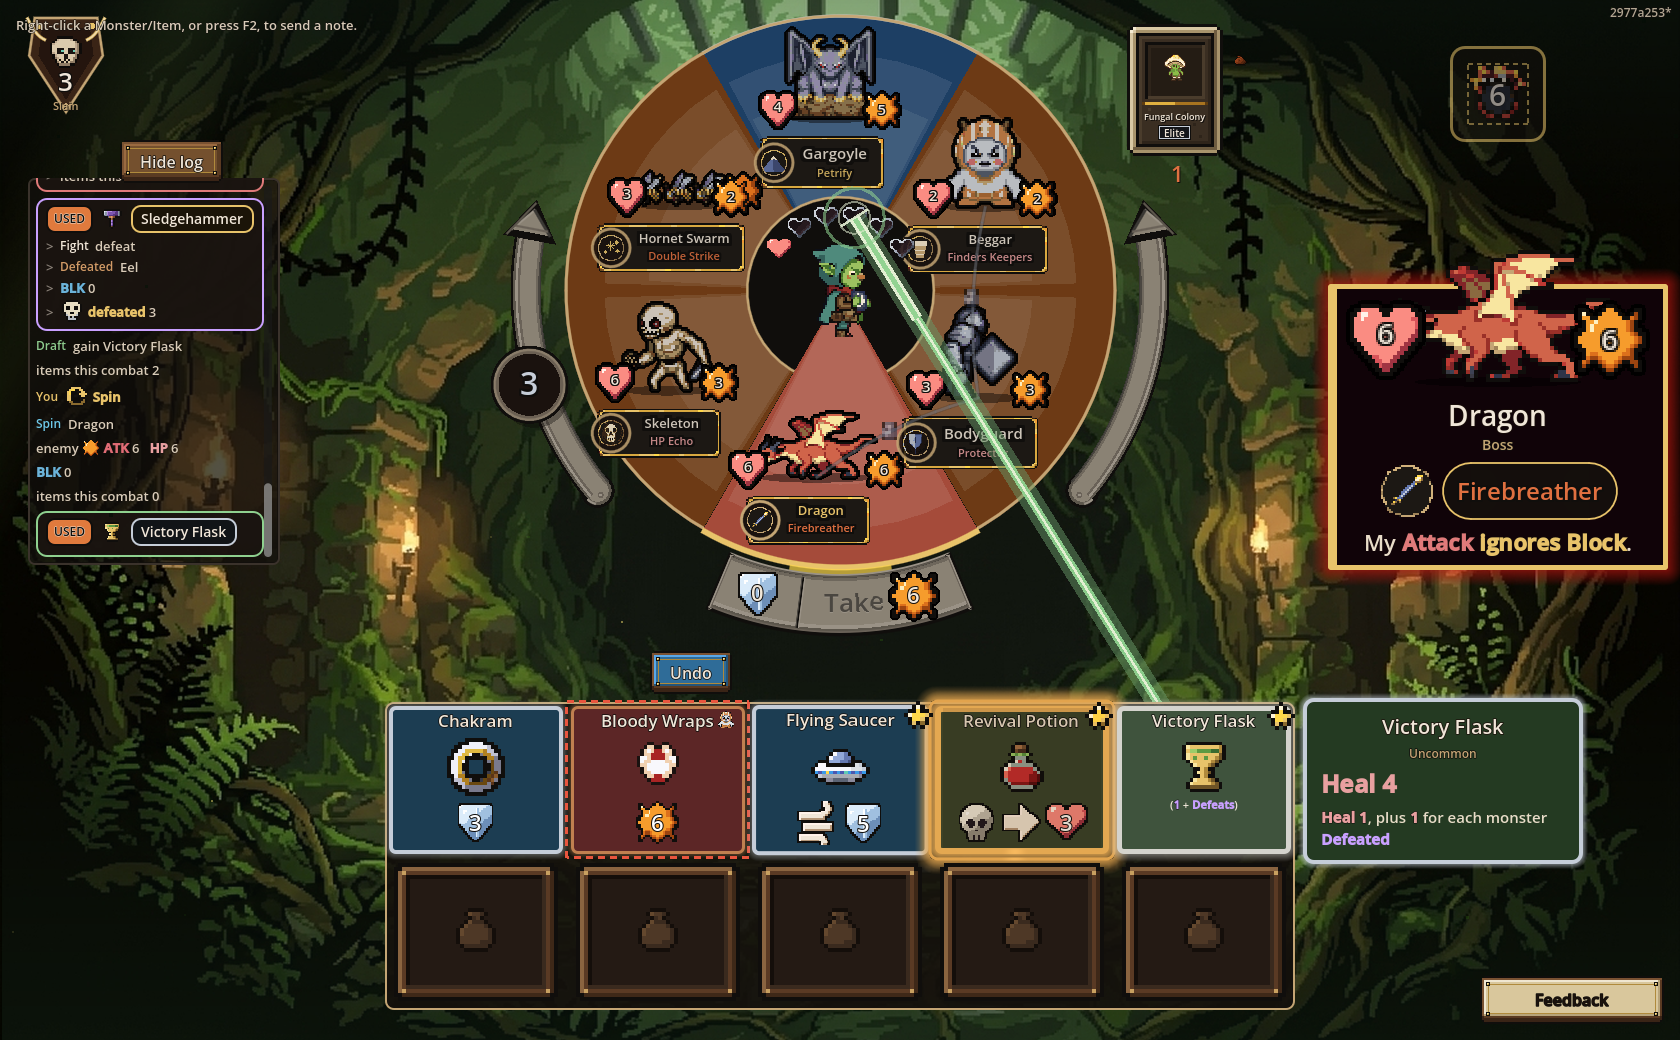 Right-click a Monster/Item, or press F2, to send a note.
2977a253*
3
Slain
Hide log
items this
USED Sledgehammer
> Fight defeat
> Defeated Eel
> BLK 0
> defeated 3
Draft gain Victory Flask
items this combat 2
You Spin
Spin Dragon
enemy ATK 6 HP 6
BLK 0
items this combat 0
USED Victory Flask
4
5
Gargoyle
Petrify
3
2
Hornet Swarm
Double Strike
2
2
Beggar
Finders Keepers
6
3
Skeleton
HP Echo
3
3
Bodyguard
Protect
6
6
Dragon
Firebreather
3
0
Take 6
Fungal Colony
Elite
1
6
6
6
Dragon
Boss
Firebreather
My Attack Ignores Block.
Undo
Chakram
3
Bloody Wraps
6
Flying Saucer
5
Revival Potion
3
Victory Flask
(1 + Defeats)
Victory Flask
Uncommon
Heal 4
Heal 1, plus 1 for each monster
Defeated
Feedback